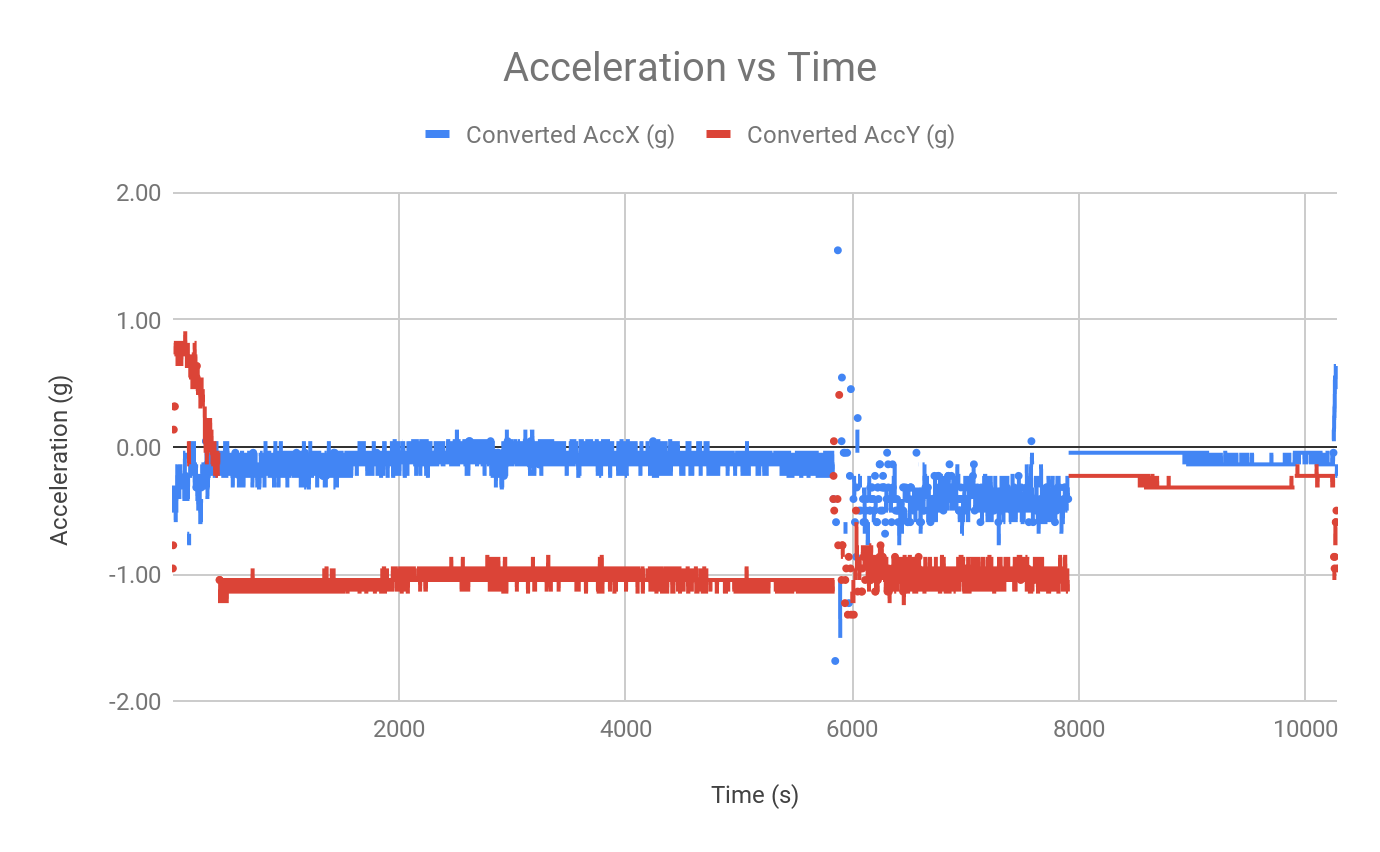 Acceleration vs Time
Converted AccX (g) Converted AccY (g)
2.00
1.00
0.00
-1.00
-2.00
Acceleration (g)
2000 4000 6000 8000 10000
Time (s)